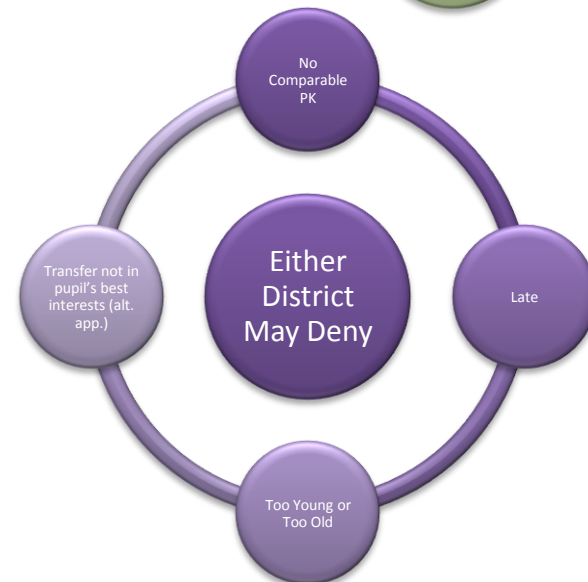 No
Comparable
PK
Either
District
May Deny
Transfer not in
pupil's best
interests (alt.
app.)
Late
Too Young or
Too Old